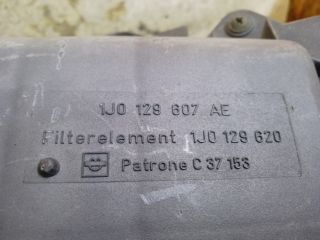 1J0 129 607 AE
Filterelement 1J0 129 620
Patrone C 37 153